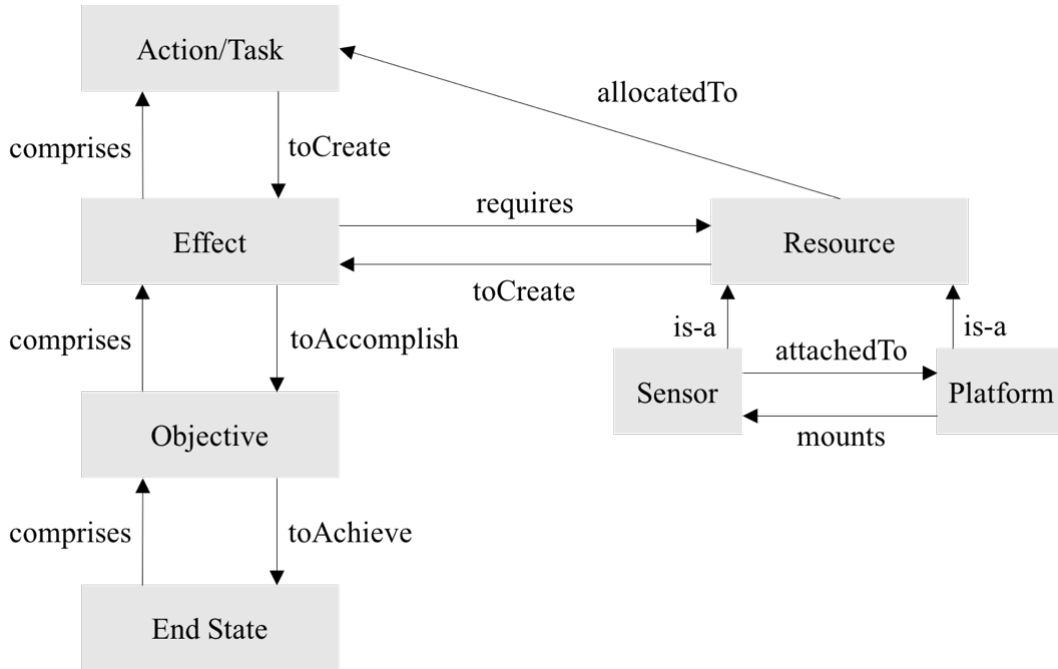 Action/Task
allocatedTo
comprises
toCreate
requires
Effect
Resource
toCreate
comprises
toAccomplish
is-a
is-a
attachedTo
Sensor
Platform
Objective
mounts
comprises
toAchieve
End State